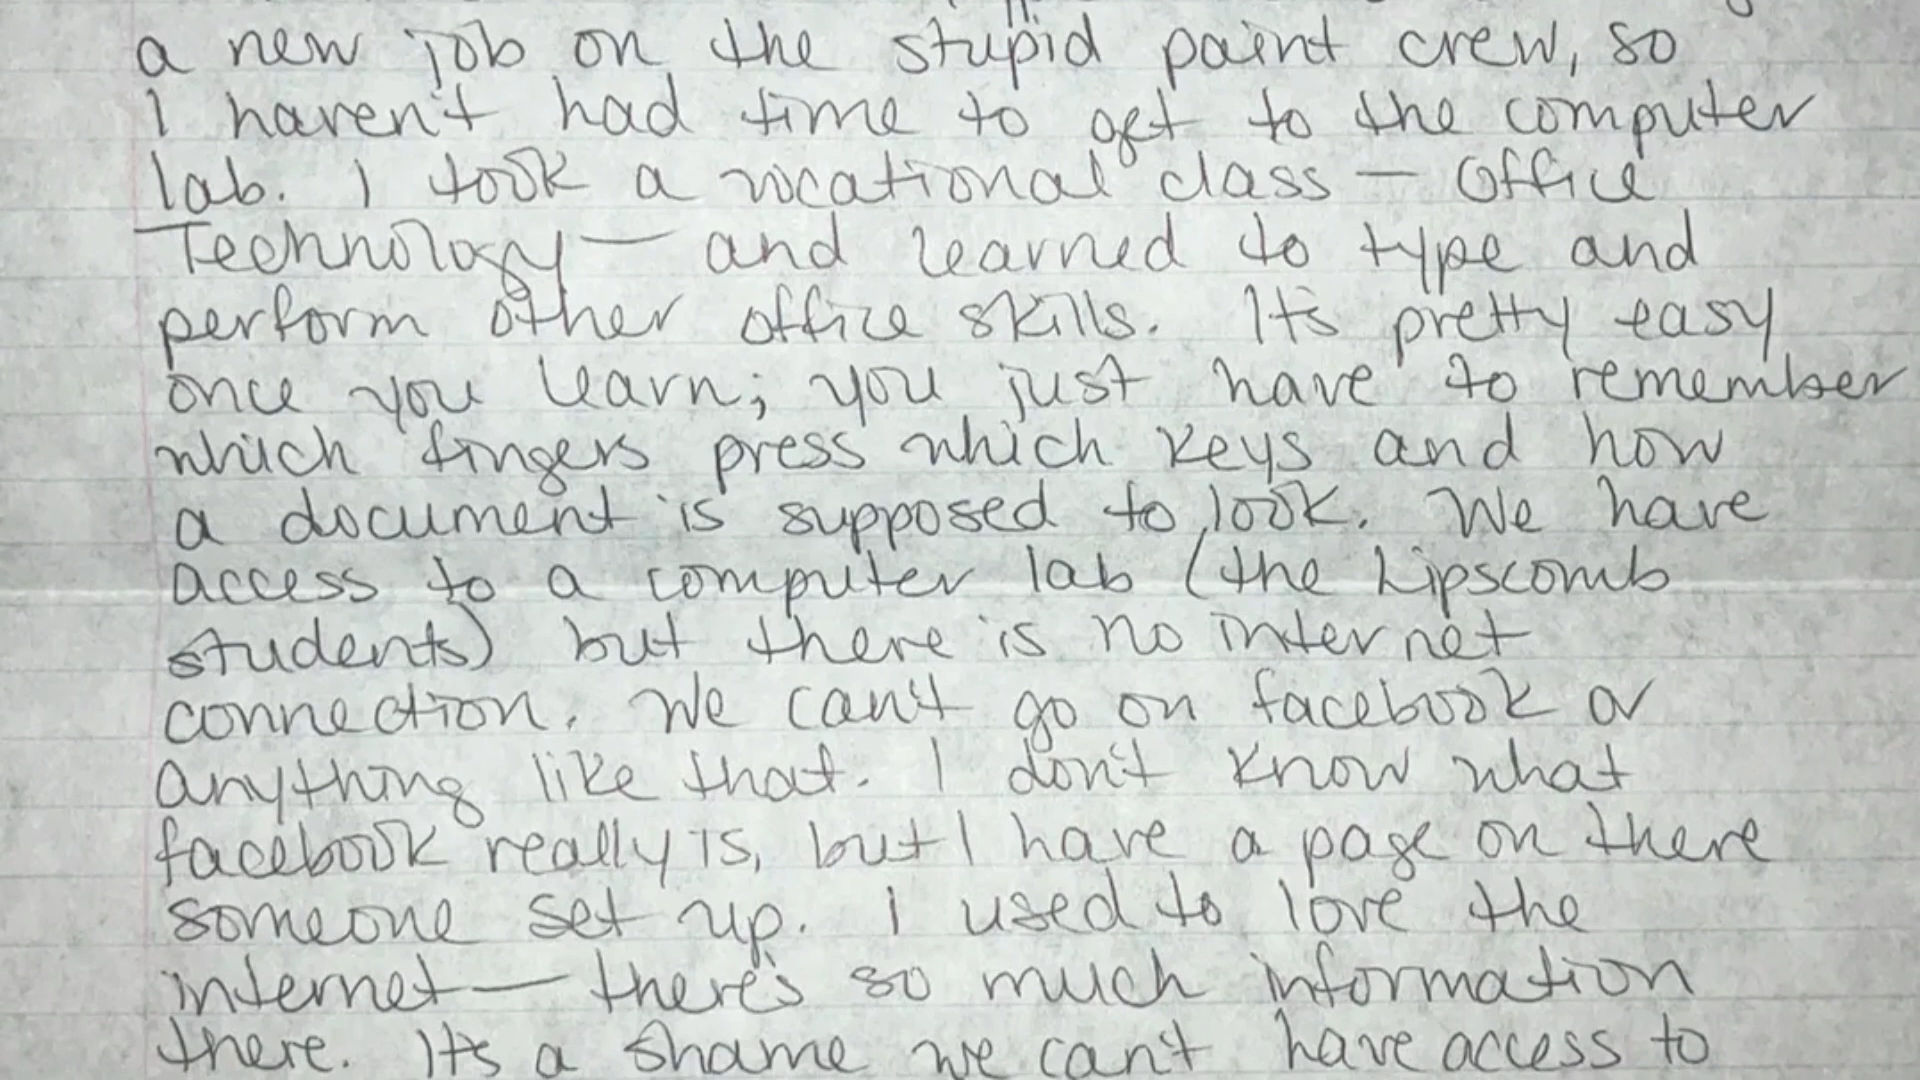 a new job on the stupid paint crew, so
I haven't had time to get to the computer
lab. I took a vocational class — Office
Technology — and learned to type and
perform other office skills. It's pretty easy
once you learn; you just have to remember
which fingers press which keys and how
a document is supposed to look. We have
access to a computer lab (the Lipscomb
students) but there is no internet
connection. We can't go on facebook or
anything like that. I don't know what
facebook really is, but I have a page on there
someone set up. I used to love the
internet — there's so much information
there. It's a shame we can't have access to